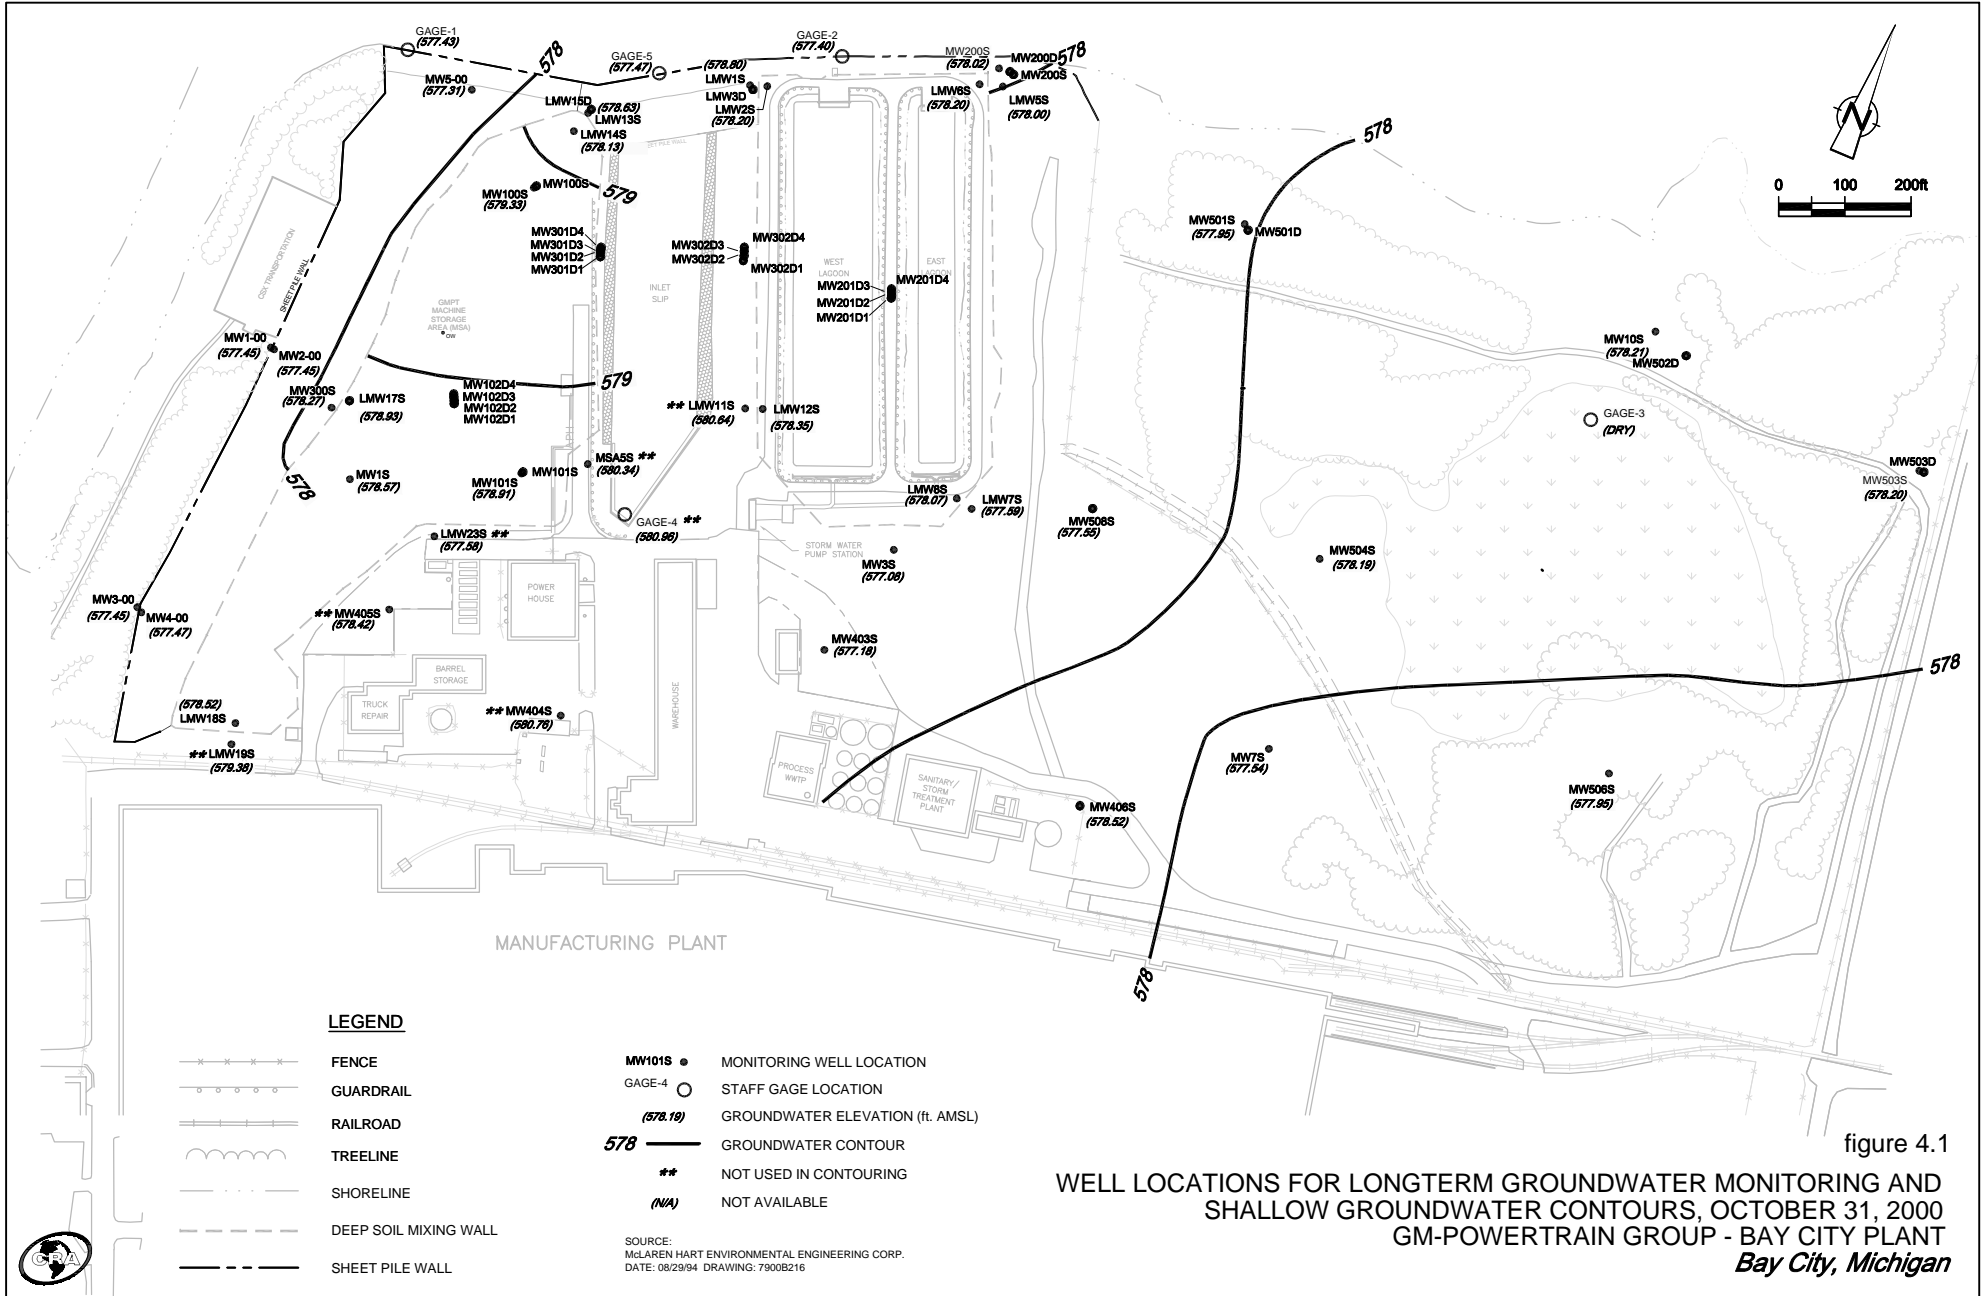 GAGE-1
(577.43)
578
GAGE-5
(577.47)
GAGE-2
(577.40)
MW200S
(578.02)
MW200D
578
MW200S
MW5-00
(577.31)
(578.80)
LMW1S
LMW3D
LMW2S
(578.20)
LMW6S
(578.20)
LMW5S
(578.00)
LMW15D
(578.63)
LMW13S
LMW14S
(578.13)
578
N
0 100 200ft
MW100S
MW100S
(579.33)
579
MW301D4
MW301D3
MW301D2
MW301D1
MW302D3
MW302D4
MW302D2
MW302D1
MW501S
(577.95)
MW501D
CSX TRANSPORTATION
SHEET PILE WALL
WEST
LAGOON
EAST
LAGOON
INLET
SLIP
MW201D4
MW201D3
MW201D2
MW201D1
GMPT
MACHINE
STORAGE
AREA (MSA)
OW
MW1-00
(577.45)
MW2-00
(577.45)
MW10S
(578.21)
MW502D
579
MW300S
(578.27)
LMW17S
(578.93)
MW102D4
MW102D3
MW102D2
MW102D1
** LMW11S
(580.64)
LMW12S
(578.35)
GAGE-3
(DRY)
578
MW1S
(578.57)
MW101S
MW101S
(578.91)
MSA5S **
(580.34)
MW503D
MW503S
(578.20)
LMW8S
(578.07)
LMW7S
(577.59)
GAGE-4 **
(580.96)
MW508S
(577.55)
LMW23S **
(577.58)
STORM WATER
PUMP STATION
MW3S
(577.08)
MW504S
(578.19)
POWER
HOUSE
MW3-00
(577.45)
MW4-00
(577.47)
** MW405S
(578.42)
MW403S
(577.18)
578
BARREL
STORAGE
TRUCK
REPAIR
WAREHOUSE
(578.52)
LMW18S
** MW404S
(580.76)
** LMW19S
(579.38)
MW7S
(577.54)
PROCESS
WWTP
SANITARY/
STORM
TREATMENT
PLANT
MW506S
(577.95)
MW406S
(578.52)
MANUFACTURING PLANT
578
LEGEND
FENCE
GUARDRAIL
RAILROAD
TREELINE
SHORELINE
DEEP SOIL MIXING WALL
SHEET PILE WALL
MW101S MONITORING WELL LOCATION
GAGE-4 STAFF GAGE LOCATION
(578.19) GROUNDWATER ELEVATION (ft. AMSL)
578 GROUNDWATER CONTOUR
** NOT USED IN CONTOURING
(N/A) NOT AVAILABLE
SOURCE:
McLAREN HART ENVIRONMENTAL ENGINEERING CORP.
DATE: 08/29/94 DRAWING: 7900B216
CRA
figure 4.1
WELL LOCATIONS FOR LONGTERM GROUNDWATER MONITORING AND
SHALLOW GROUNDWATER CONTOURS, OCTOBER 31, 2000
GM-POWERTRAIN GROUP - BAY CITY PLANT
Bay City, Michigan